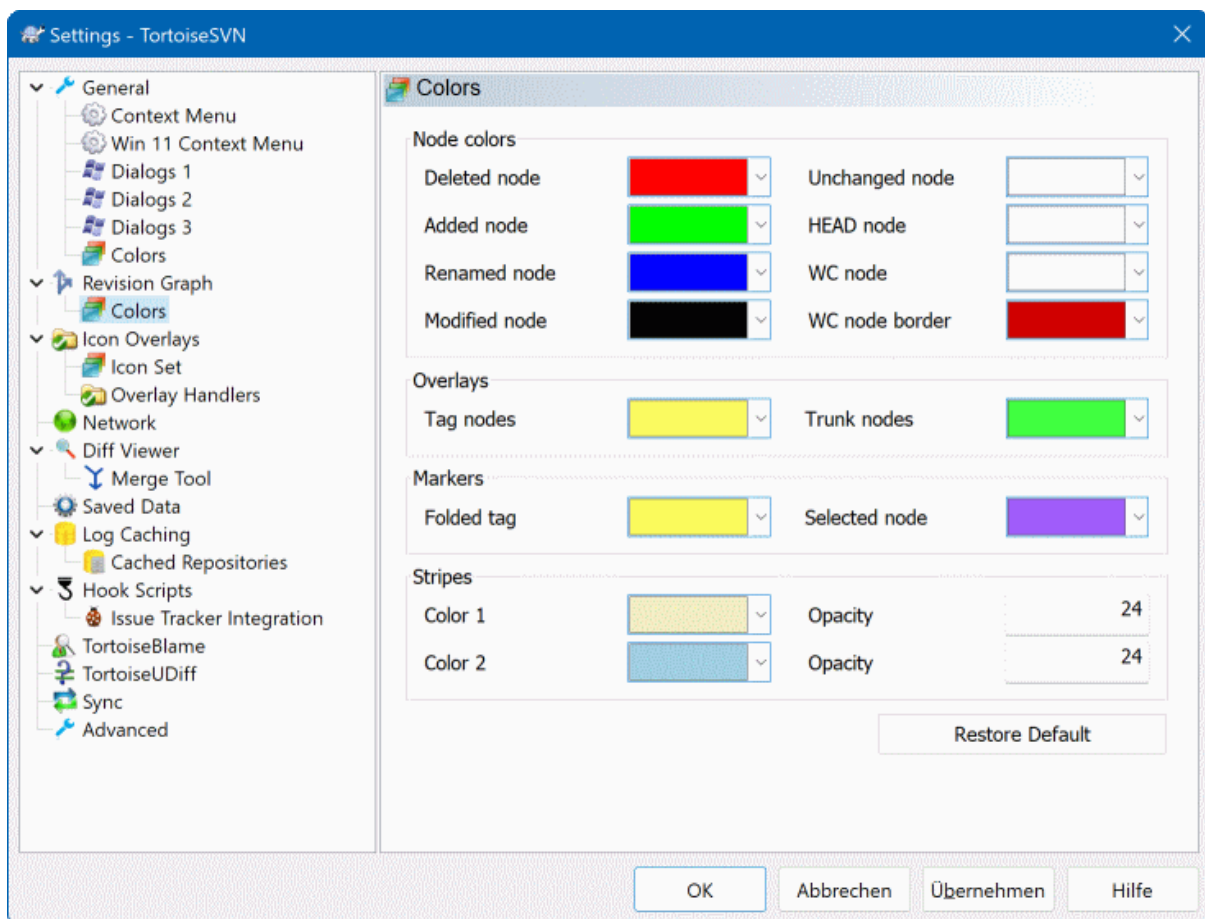 Settings - TortoiseSVN
General
Context Menu
Win 11 Context Menu
Dialogs 1
Dialogs 2
Dialogs 3
Colors
Revision Graph
Colors
Icon Overlays
Icon Set
Overlay Handlers
Network
Diff Viewer
Merge Tool
Saved Data
Log Caching
Cached Repositories
Hook Scripts
Issue Tracker Integration
TortoiseBlame
TortoiseUDiff
Sync
Advanced
Colors
Node colors
Deleted node Unchanged node
Added node HEAD node
Renamed node WC node
Modified node WC node border
Overlays
Tag nodes Trunk nodes
Markers
Folded tag Selected node
Stripes
Color 1 Opacity 24
Color 2 Opacity 24
Restore Default
OK Abbrechen Übernehmen Hilfe